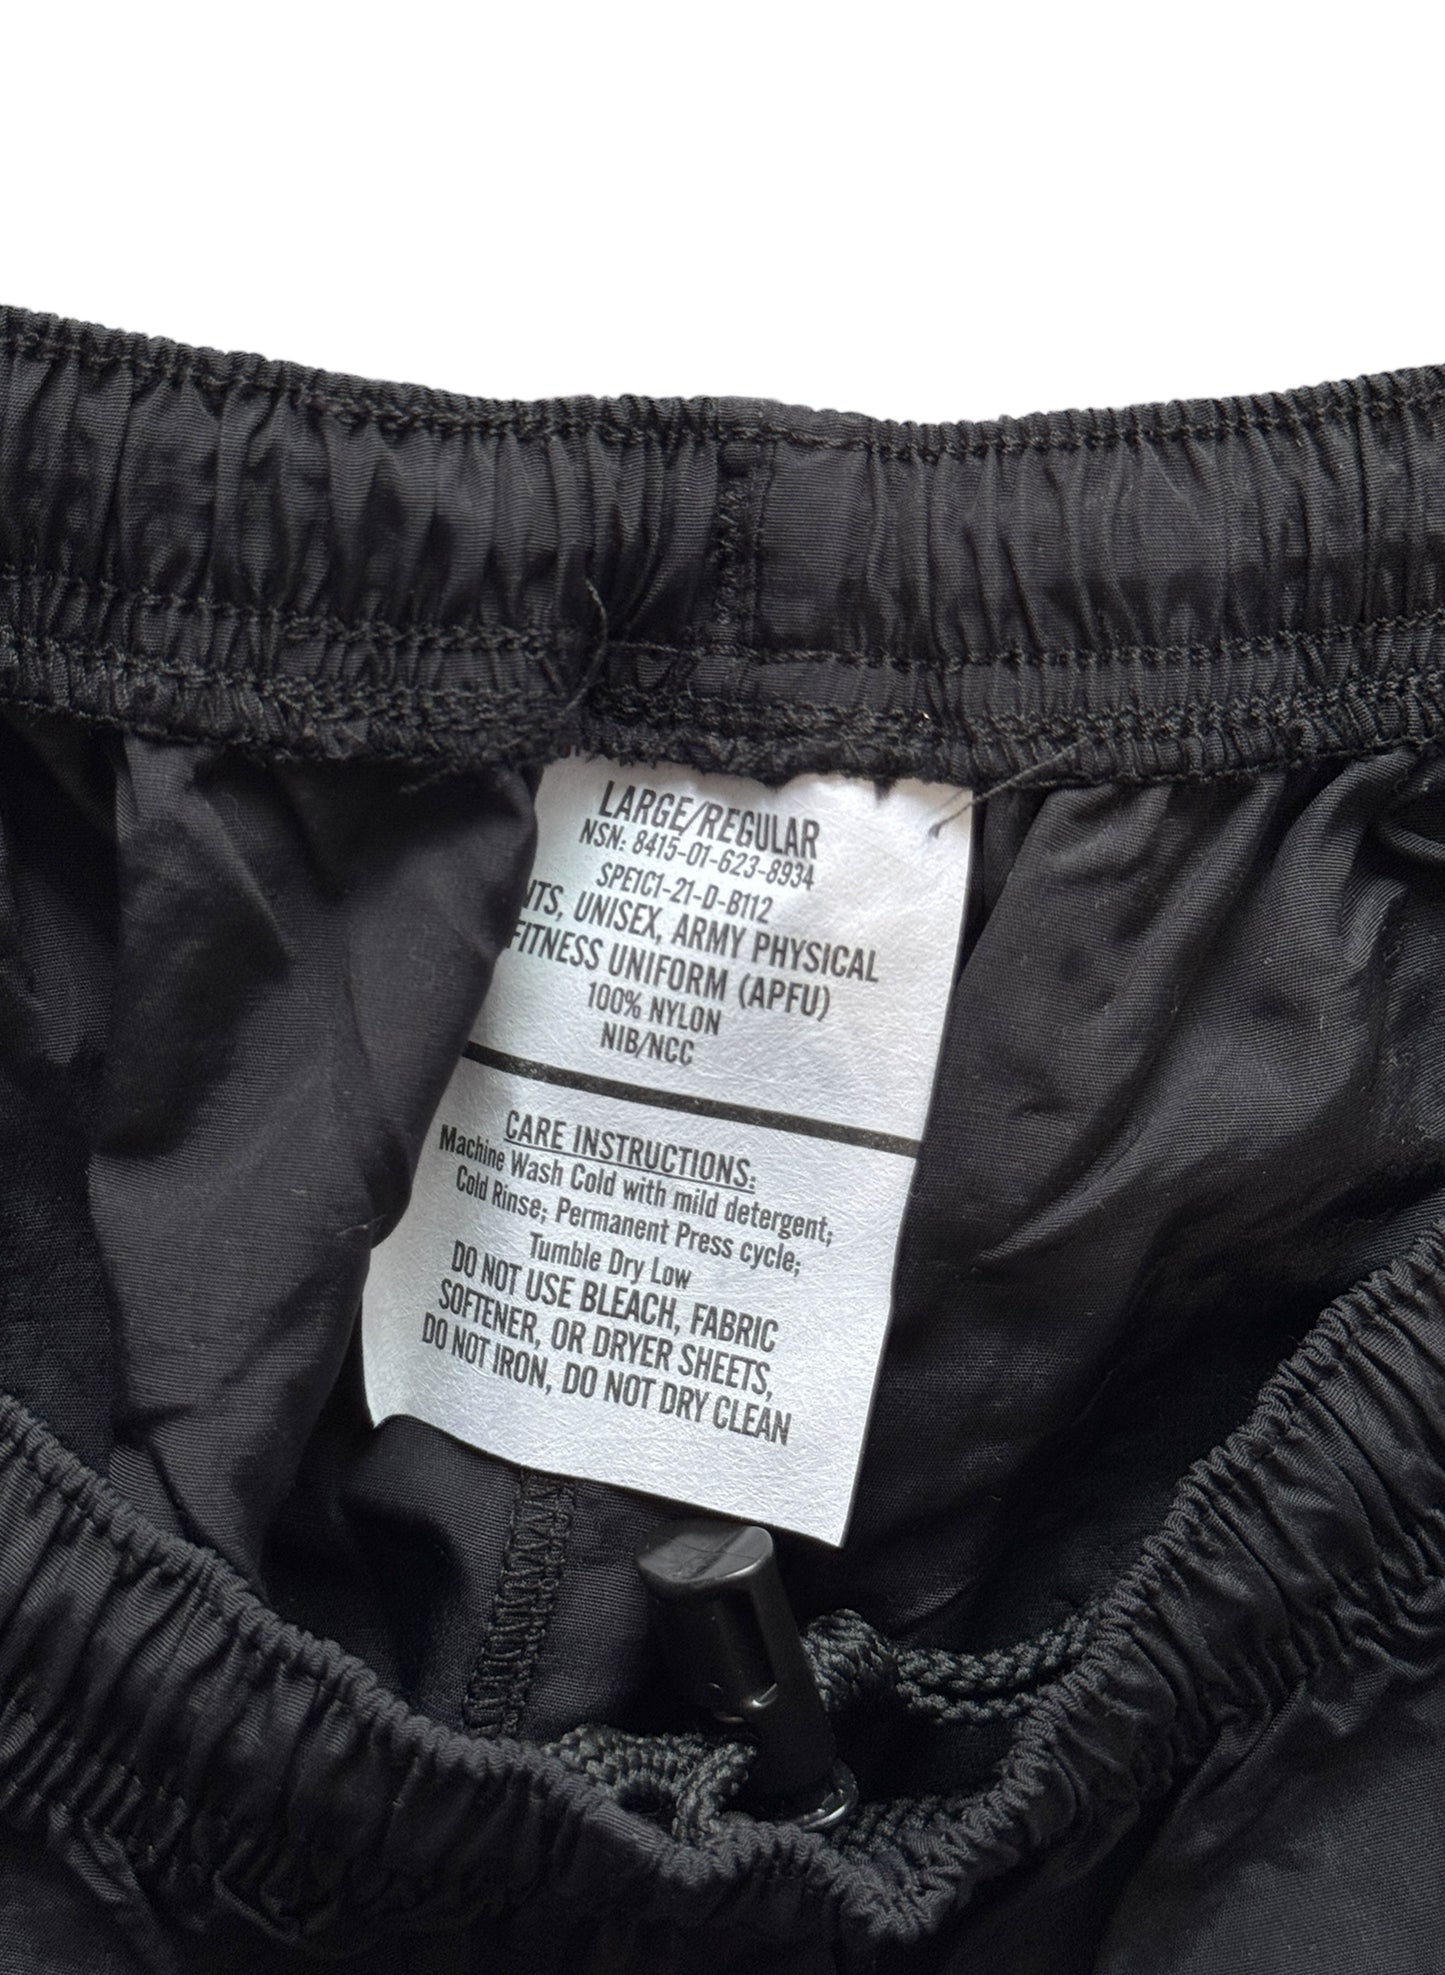 LARGE/REGULAR
NSN: 8415-01-623-8934
SPE1C1-21-D-B112
NTS, UNISEX, ARMY PHYSICAL
FITNESS UNIFORM (APFU)
100% NYLON
NIB/NCC
CARE INSTRUCTIONS:
Machine Wash Cold with mild detergent;
Cold Rinse; Permanent Press cycle;
Tumble Dry Low
DO NOT USE BLEACH, FABRIC
SOFTENER, OR DRYER SHEETS,
DO NOT IRON, DO NOT DRY CLEAN